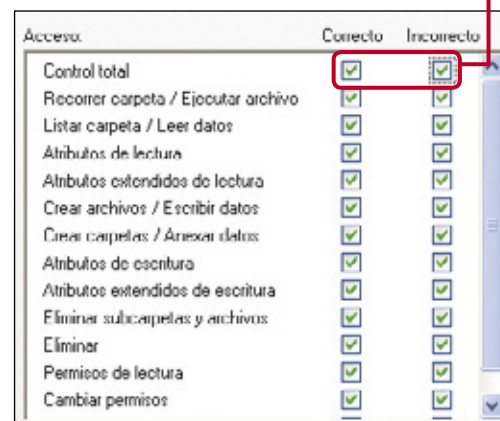 Acceso: Correcto Incorrecto
Control total
Recorrer carpeta / Ejecutar archivo
Listar carpeta / Leer datos
Atributos de lectura
Atributos extendidos de lectura
Crear archivos / Escribir datos
Crear carpetas / Anexar datos
Atributos de escritura
Atributos extendidos de escritura
Eliminar subcarpetas y archivos
Eliminar
Permisos de lectura
Cambiar permisos